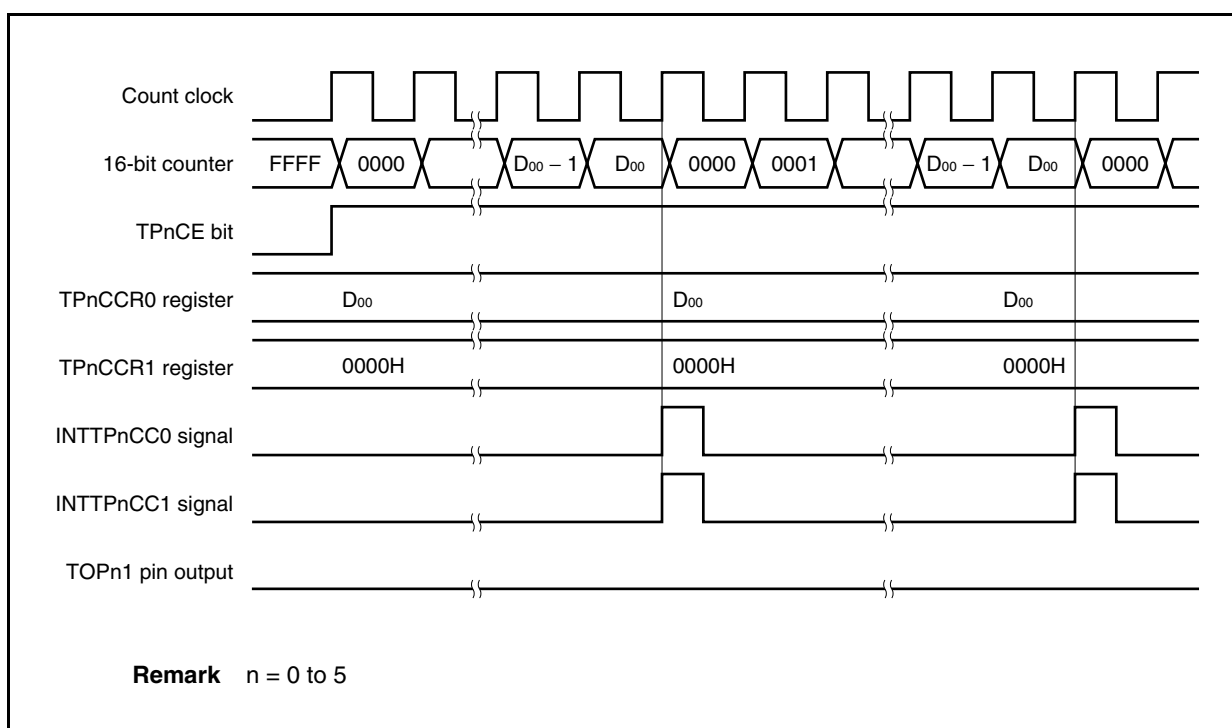 Count clock
16-bit counter FFFF 0000 D00 − 1 D00 0000 0001 D00 − 1 D00 0000
TPnCE bit
TPnCCR0 register D00 D00 D00
TPnCCR1 register 0000H 0000H 0000H
INTTPnCC0 signal
INTTPnCC1 signal
TOPn1 pin output
Remark n = 0 to 5